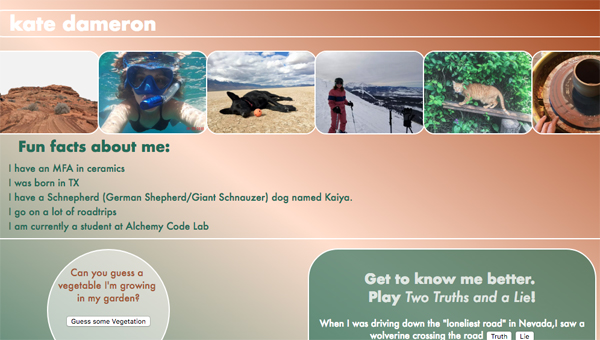 kate dameron
Fun facts about me:
I have an MFA in ceramics
I was born in TX
I have a Schnepherd (German Shepherd/Giant Schnauzer) dog named Kaiya.
I go on a lot of roadtrips
I am currently a student at Alchemy Code Lab
Can you guess a
vegetable I'm growing
in my garden?
Guess some Vegetation
Get to know me better.
Play Two Truths and a Lie!
When I was driving down the "loneliest road" in Nevada,I saw a
wolverine crossing the road Truth Lie